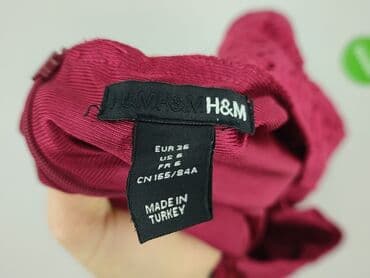 H&M H&M H&M
EUR 36
US 6
FR 6
CN 165/84A
MADE IN
TURKEY